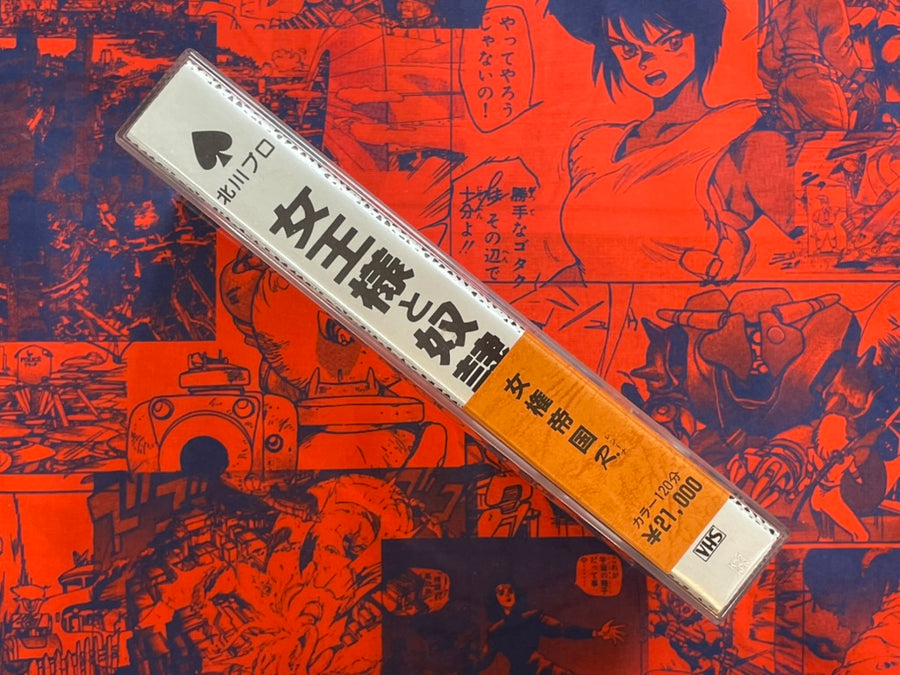 ♠
北川プロ
女王様と奴隷
女権帝国
カラー120分
¥21,000
VHS
やってやろう
じゃないの！
勝手なゴタク
その辺で
十分よ!!
POLICE